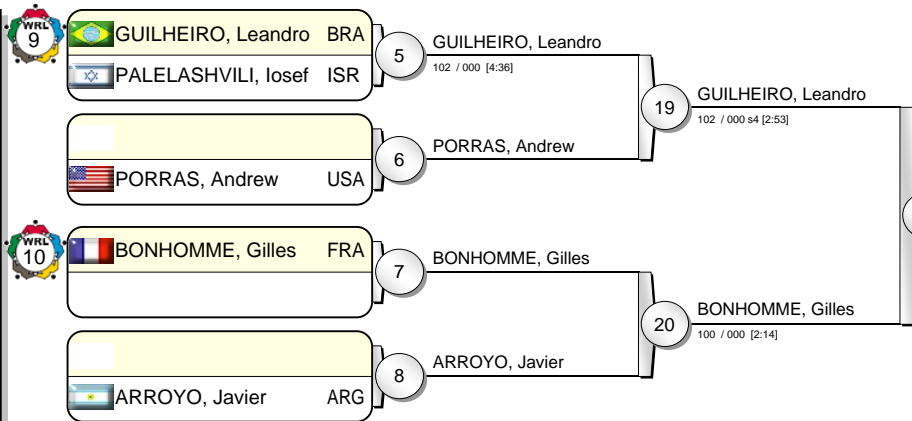 WRL
9
GUILHEIRO, Leandro BRA
PALELASHVILI, Iosef ISR
5
GUILHEIRO, Leandro
102 / 000 [4:36]
PORRAS, Andrew USA
6
PORRAS, Andrew
19
GUILHEIRO, Leandro
102 / 000 s4 [2:53]
WRL
10
BONHOMME, Gilles FRA
7
BONHOMME, Gilles
ARROYO, Javier ARG
8
ARROYO, Javier
20
BONHOMME, Gilles
100 / 000 [2:14]